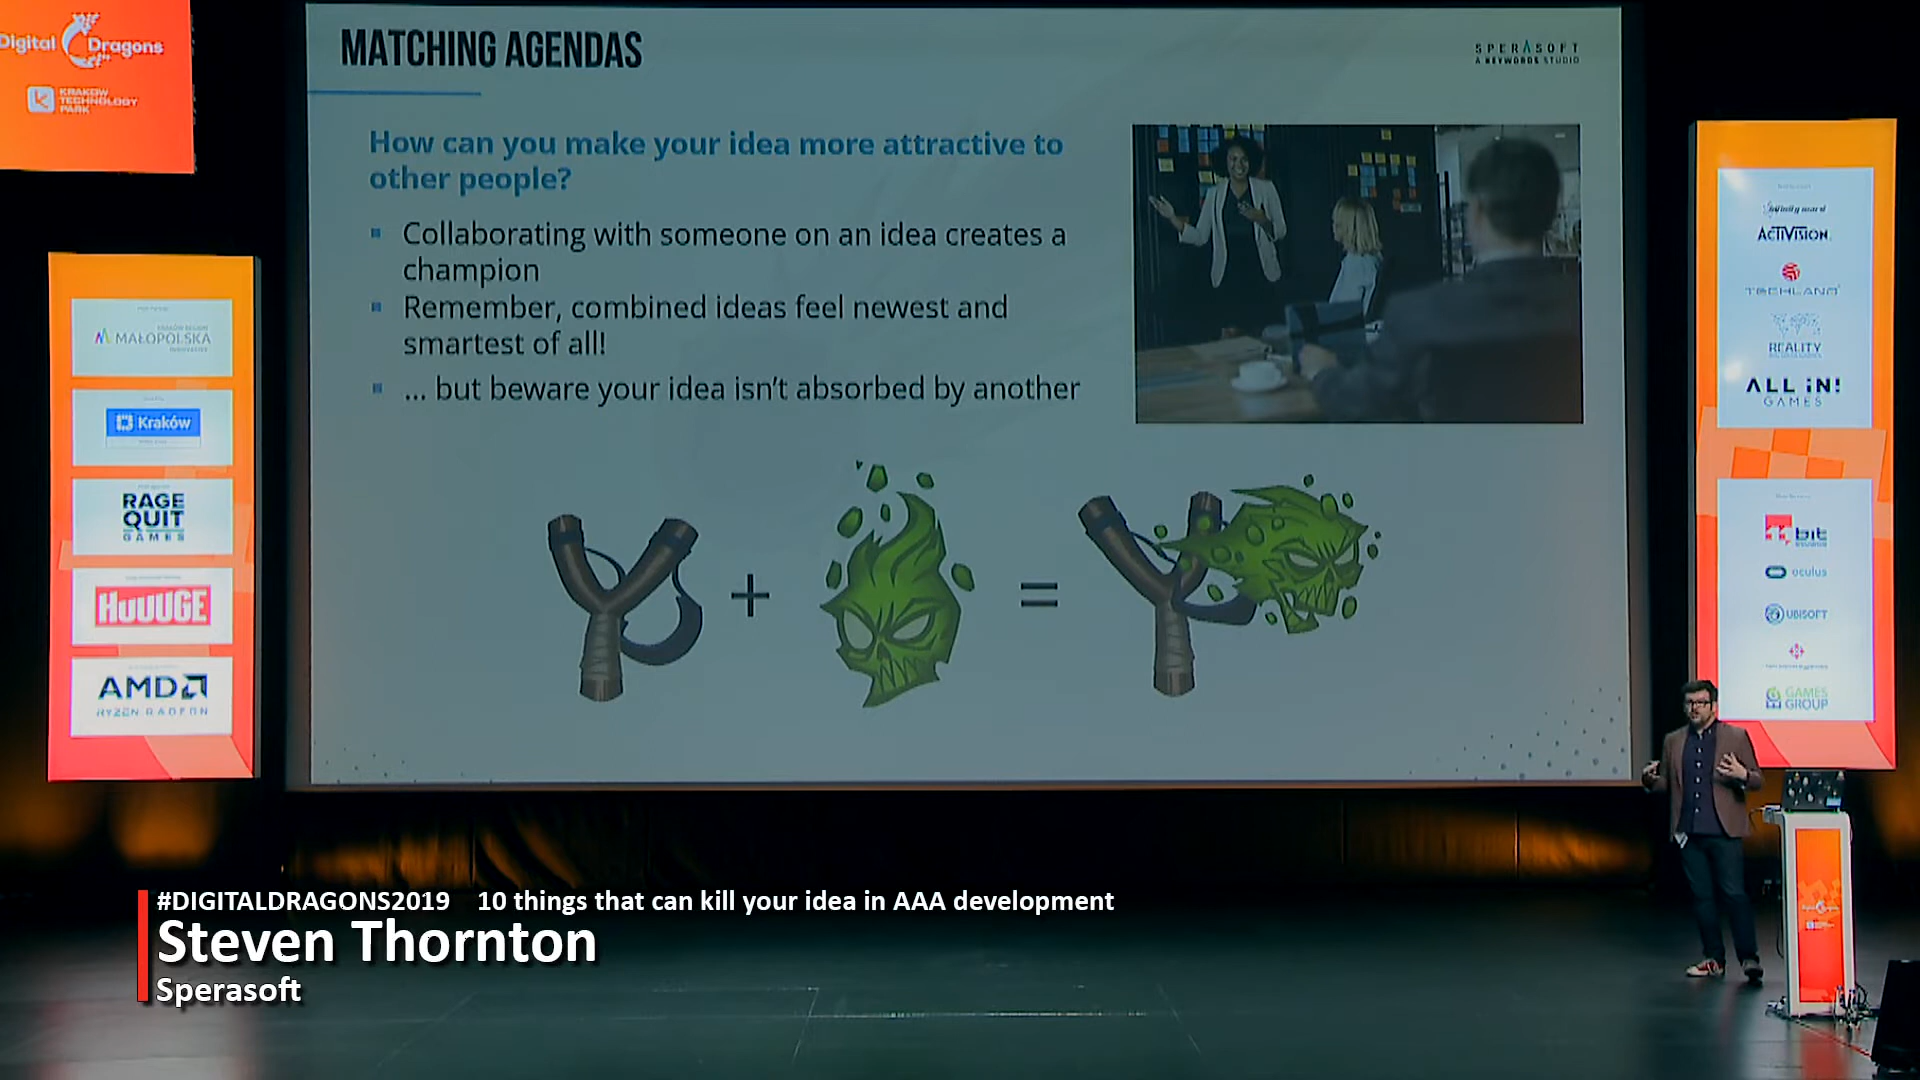 Digital Dragons
KRAKOW
TECHNOLOGY
PARK
MATCHING AGENDAS
SPERASOFT
A KEYWORDS STUDIO
How can you make your idea more attractive to
other people?
Collaborating with someone on an idea creates a
champion
Remember, combined ideas feel newest and
smartest of all!
... but beware your idea isn't absorbed by another
+
=
MAŁOPOLSKA
Kraków
RAGE
QUIT
GAMES
HUUUGE
AMD
RYZEN RADEON
infinity ward
ACTIVISION
TECHLAND
REALITY
ALL iN!
GAMES
11 bit
oculus
UBISOFT
GAMES
GROUP
#DIGITALDRAGONS2019 10 things that can kill your idea in AAA development
Steven Thornton
Sperasoft